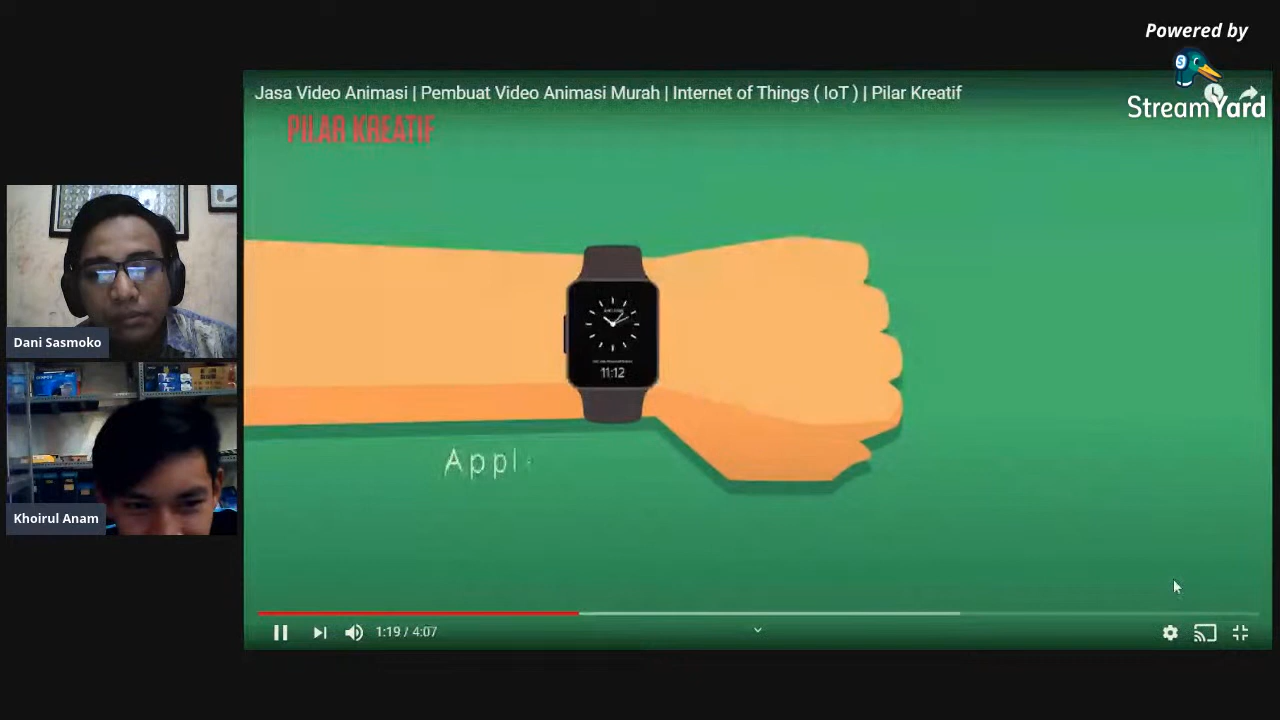 Powered by
StreamYard
Jasa Video Animasi | Pembuat Video Animasi Murah | Internet of Things ( IoT ) | Pilar Kreatif
PILAR KREATIF
11:12
Appl
Dani Sasmoko
Khoirul Anam
1:19 / 4:07